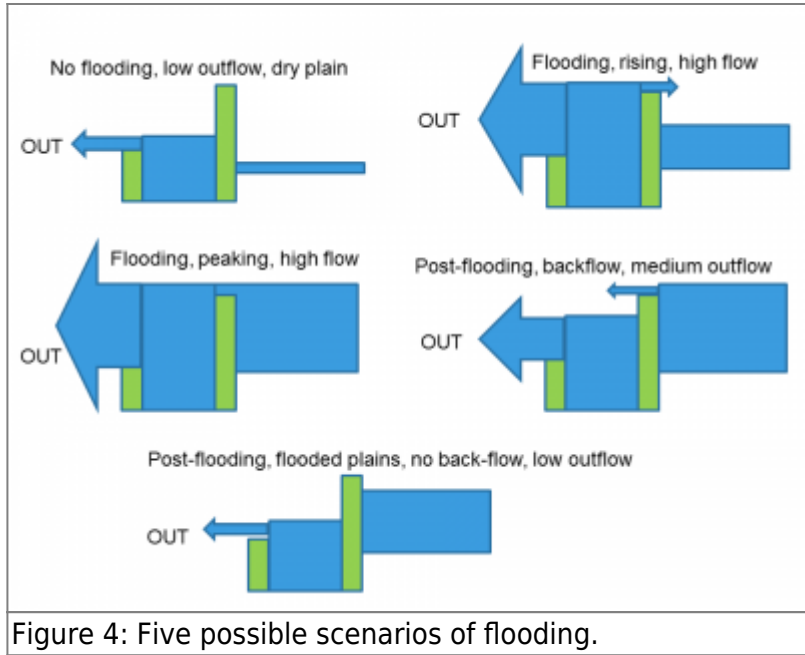 No flooding, low outflow, dry plain
OUT
Flooding, rising, high flow
OUT
Flooding, peaking, high flow
OUT
Post-flooding, backflow, medium outflow
OUT
Post-flooding, flooded plains, no back-flow, low outflow
OUT
Figure 4: Five possible scenarios of flooding.